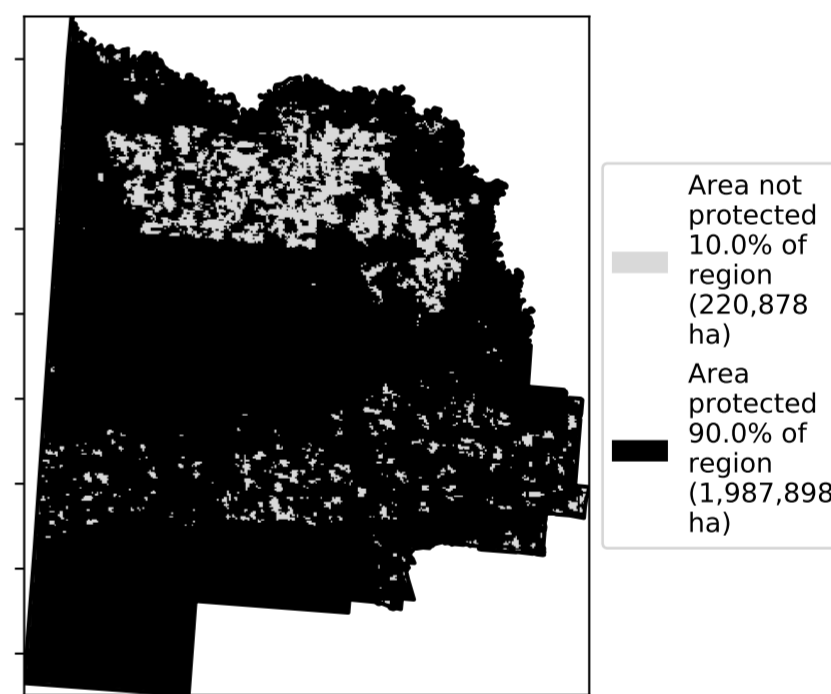 Area not
protected
10.0% of
region
(220,878
ha)
Area
protected
90.0% of
region
(1,987,898
ha)